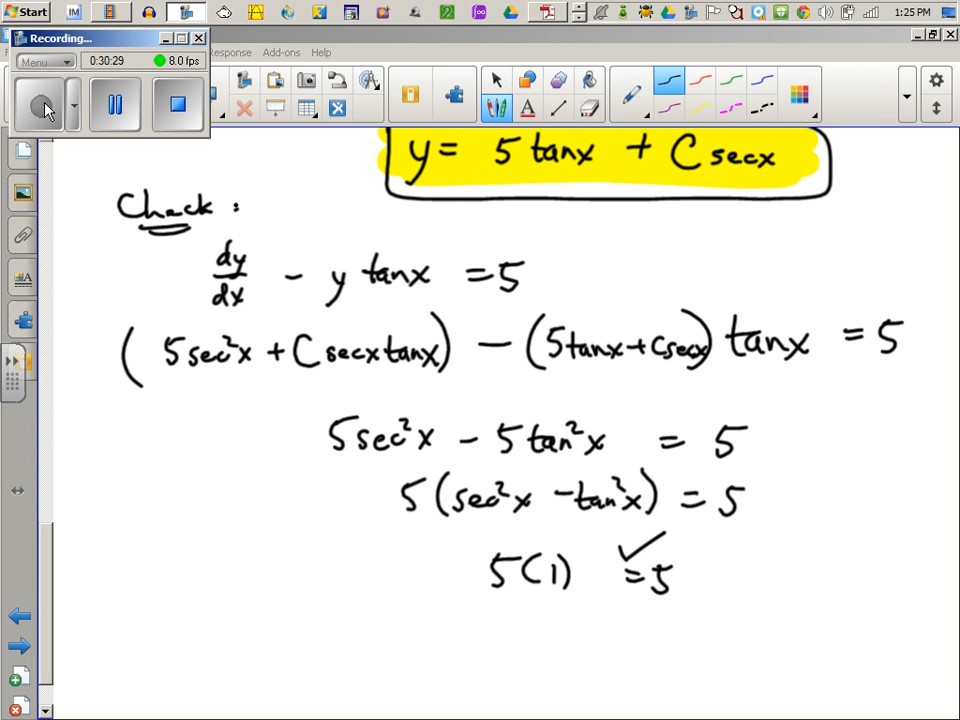 Start
1:25 PM
Recording...
Menu
0:30:29
8.0 fps
Response Add-ons Help
y = 5 tanx + C secx
Check :
dy/dx - y tanx = 5
( 5sec²x + C secx tanx ) - ( 5tanx + C secx ) tanx = 5
5sec²x - 5tan²x = 5
5 ( sec²x - tan²x ) = 5
5 ( 1 ) ✓ = 5